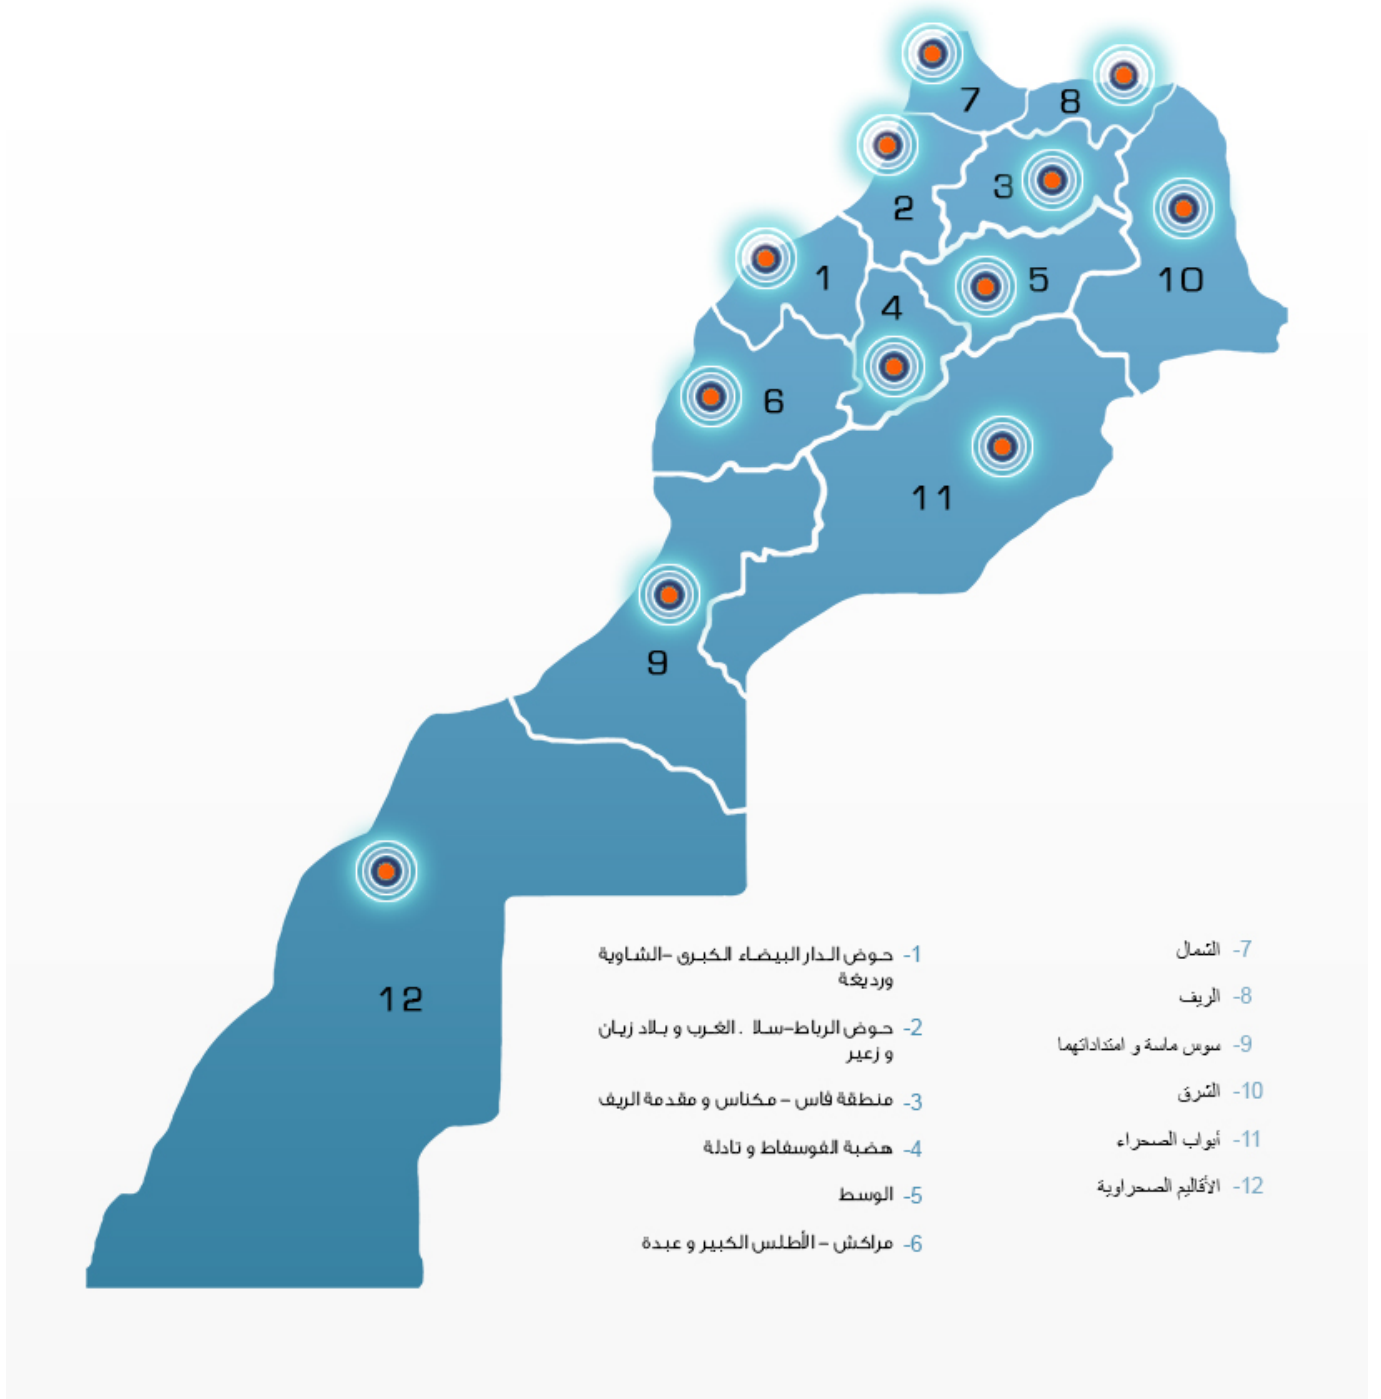 7
8
3
2
10
1
5
4
6
11
9
12
1- حوض الدار البيضاء الكبرى -الشاوية
ورديغة
2- حوض الرباط-سلا . الغرب و بلاد زيان
و زعير
3- منطقة فاس - مكناس و مقدمة الريف
4- هضبة الفوسفاط و تادلة
5- الوسط
6- مراكش - الأطلس الكبير و عبدة
7- الشمال
8- الريف
9- سوس ماسة و امتداداتهما
10- الشرق
11- أبواب الصحراء
12- الأقاليم الصحراوية